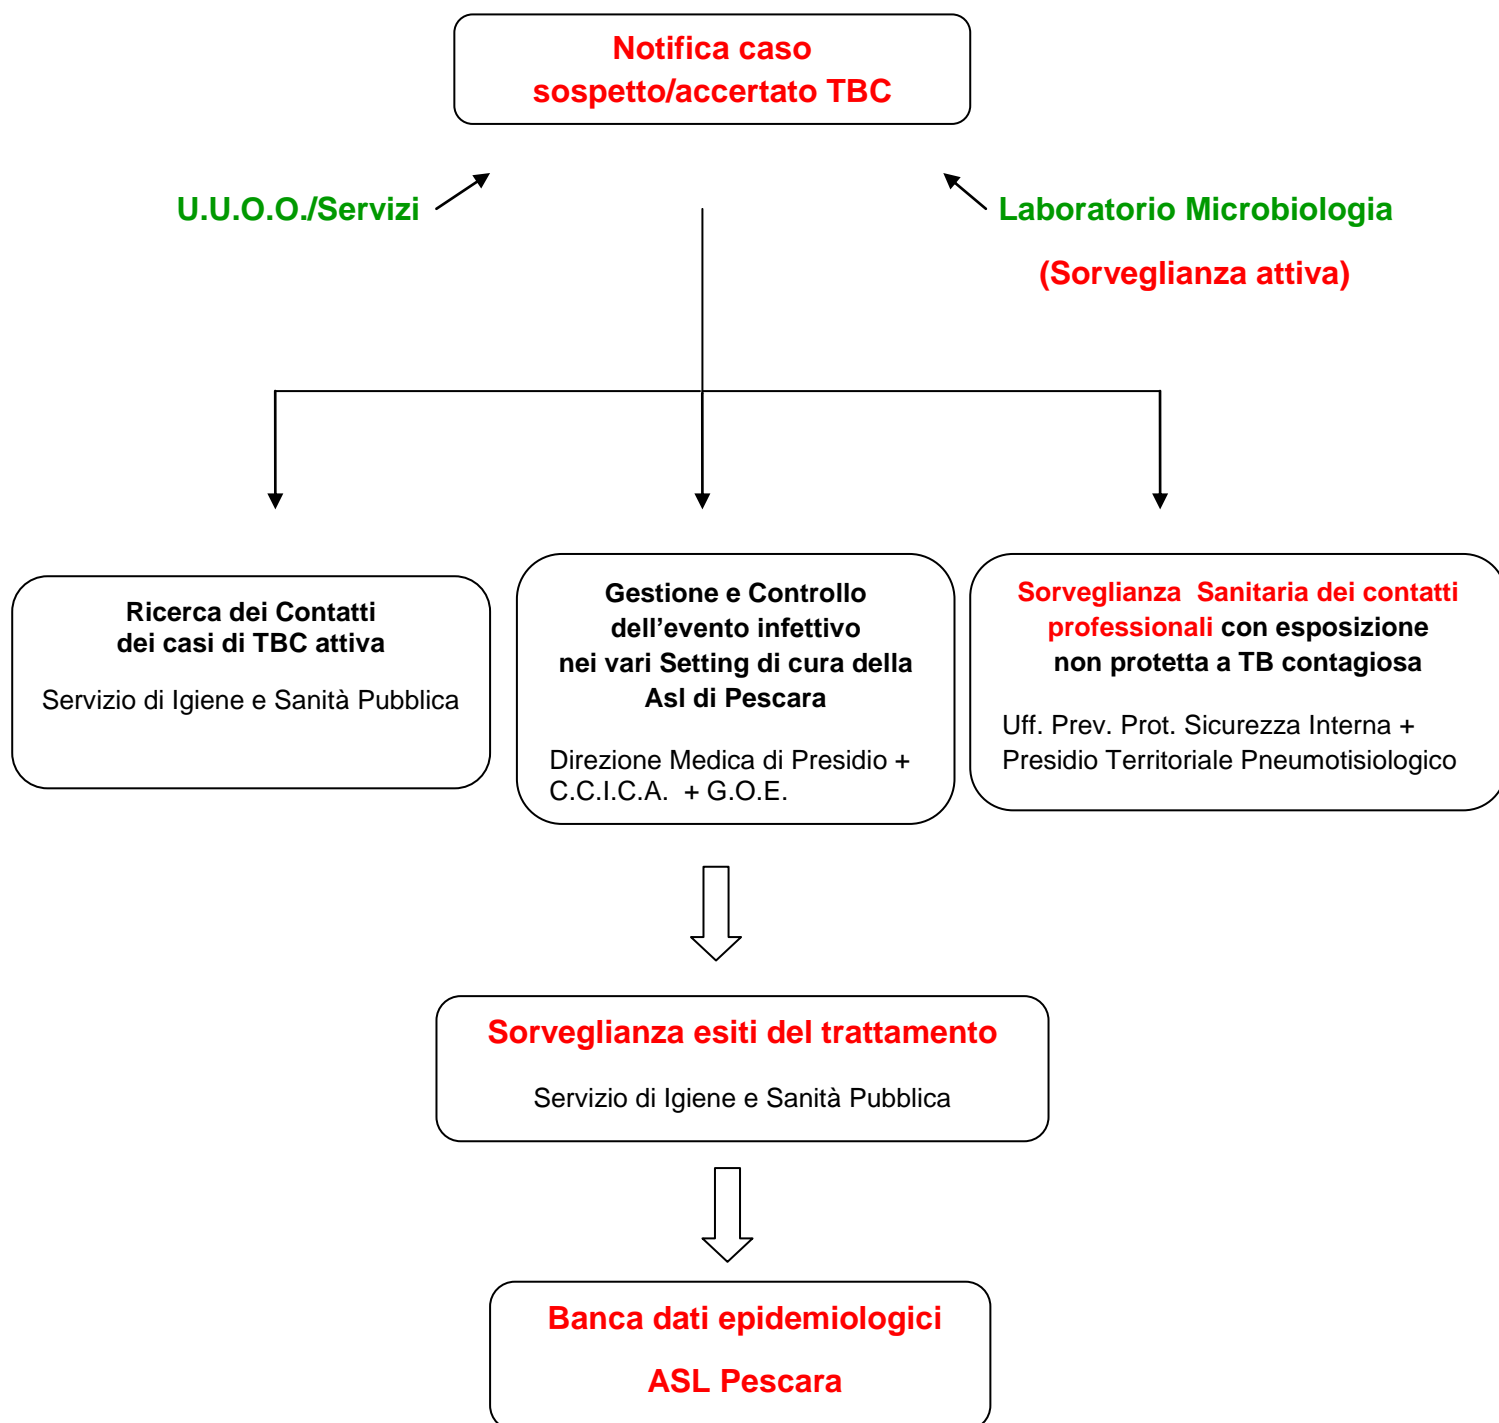 Notifica caso
sospetto/accertato TBC
U.U.O.O./Servizi
Laboratorio Microbiologia
(Sorveglianza attiva)
Ricerca dei Contatti
dei casi di TBC attiva
Servizio di Igiene e Sanità Pubblica
Gestione e Controllo
dell’evento infettivo
nei vari Setting di cura della
Asl di Pescara
Direzione Medica di Presidio +
C.C.I.C.A. + G.O.E.
Sorveglianza Sanitaria dei contatti
professionali con esposizione
non protetta a TB contagiosa
Uff. Prev. Prot. Sicurezza Interna +
Presidio Territoriale Pneumotisiologico
Sorveglianza esiti del trattamento
Servizio di Igiene e Sanità Pubblica
Banca dati epidemiologici
ASL Pescara